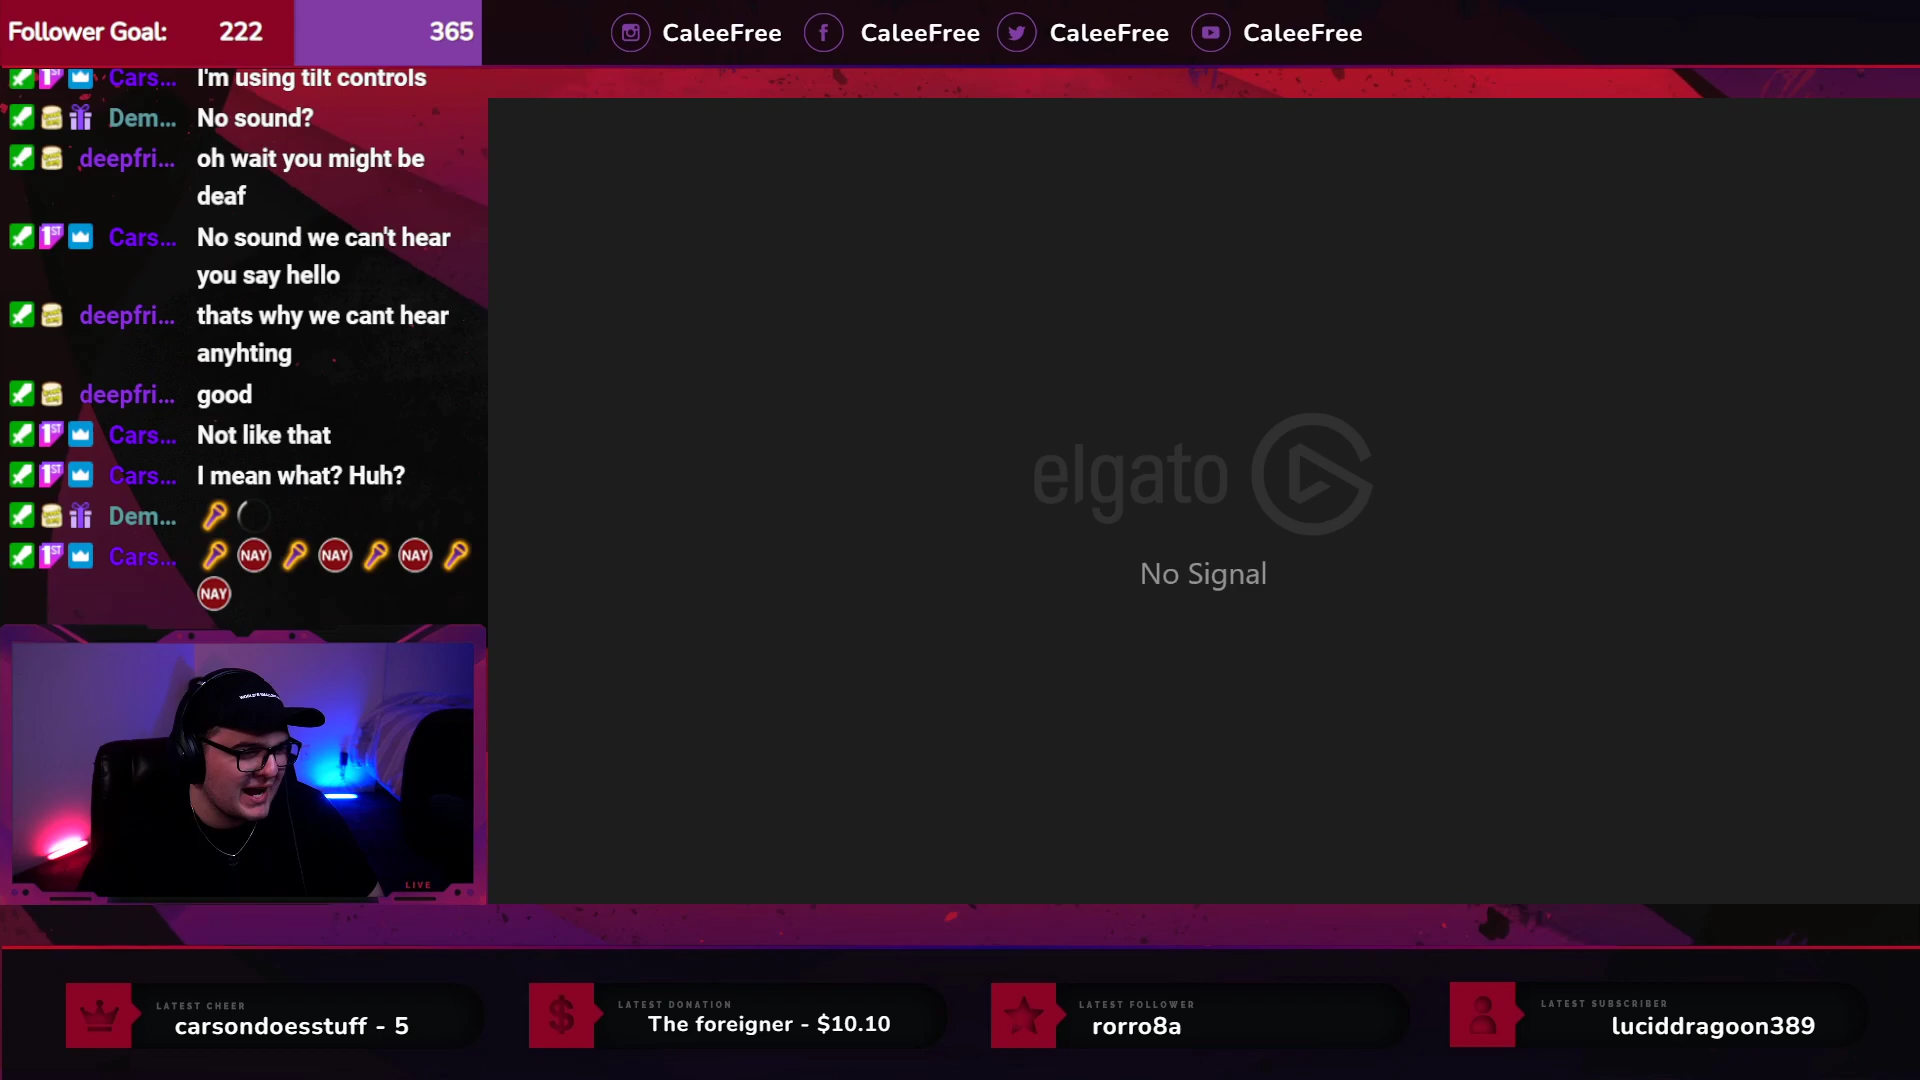 Follower Goal: 222 365
CaleeFree CaleeFree CaleeFree CaleeFree
Cars... I'm using tilt controls
Dem... No sound?
deepfri... oh wait you might be
deaf
Cars... No sound we can't hear
you say hello
deepfri... thats why we cant hear
anyhting
deepfri... good
Cars... Not like that
Cars... I mean what? Huh?
Dem...
Cars... NAY NAY NAY
NAY
elgato
No Signal
LIVE
LATEST CHEER
carsondoesstuff - 5
LATEST DONATION
The foreigner - $10.10
LATEST FOLLOWER
rorro8a
LATEST SUBSCRIBER
luciddragoon389